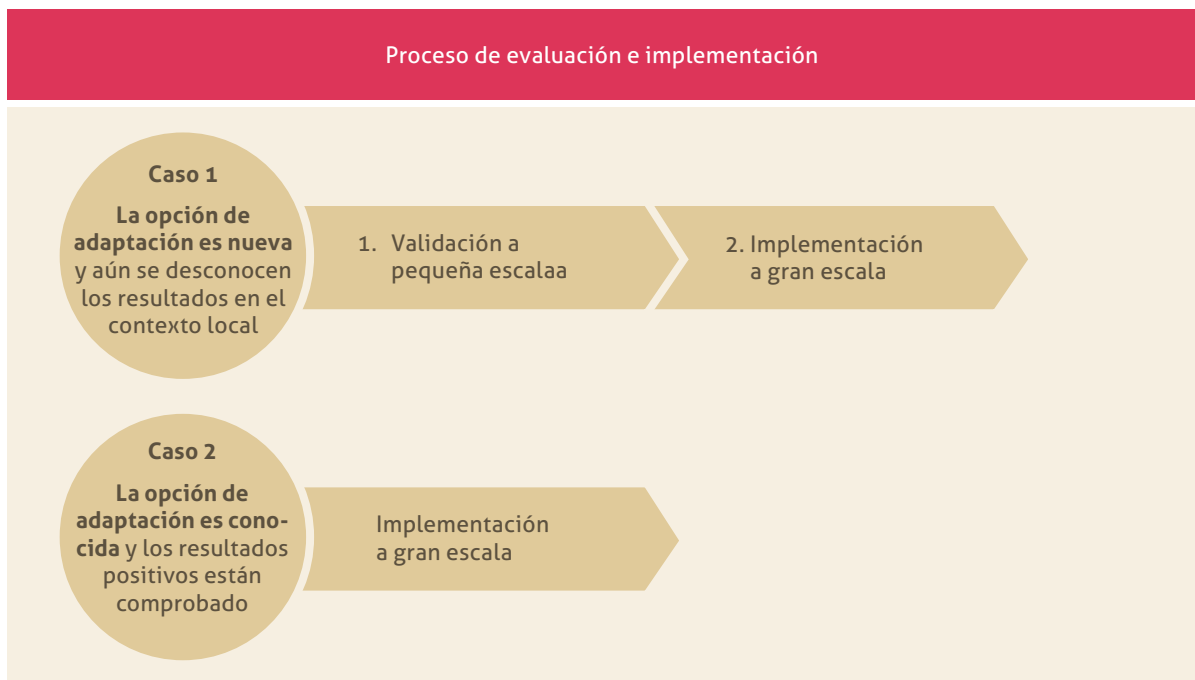 Proceso de evaluación e implementación
Caso 1
La opción de
adaptación es nueva
y aún se desconocen
los resultados en el
contexto local
1. Validación a
pequeña escalaa
2. Implementación
a gran escala
Caso 2
La opción de
adaptación es cono-
cida y los resultados
positivos están
comprobado
Implementación
a gran escala